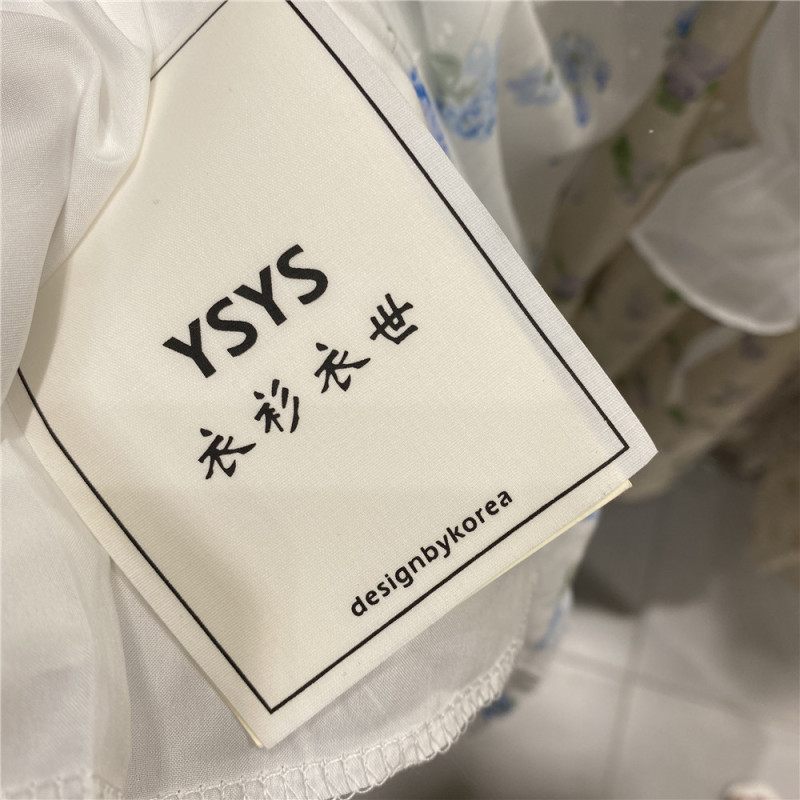 YSYS
衣衫衣世
designbykorea